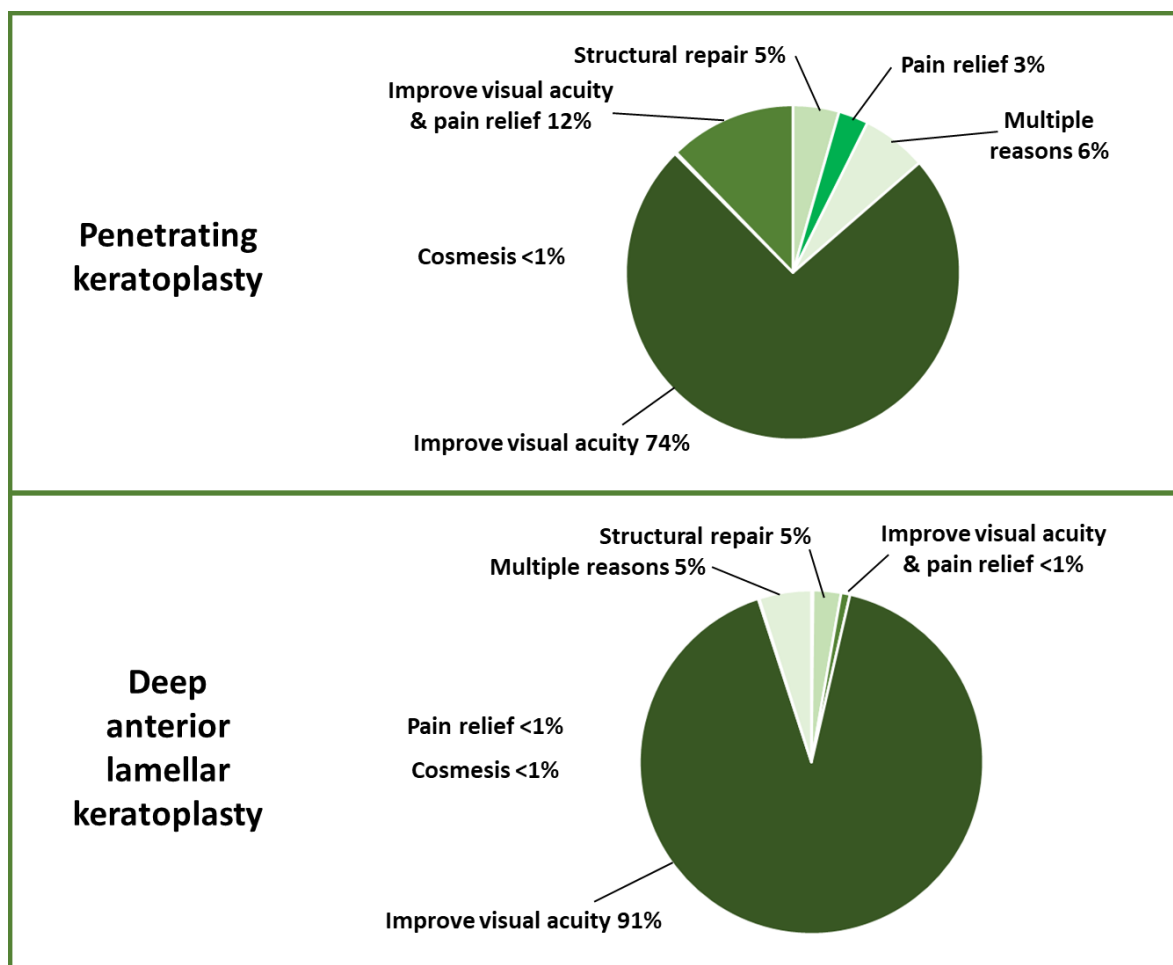 Penetrating
keratoplasty
Structural repair 5%
Pain relief 3%
Improve visual acuity
& pain relief 12%
Multiple
reasons 6%
Cosmesis <1%
Improve visual acuity 74%
Deep
anterior
lamellar
keratoplasty
Structural repair 5%
Improve visual acuity
& pain relief <1%
Multiple reasons 5%
Pain relief <1%
Cosmesis <1%
Improve visual acuity 91%